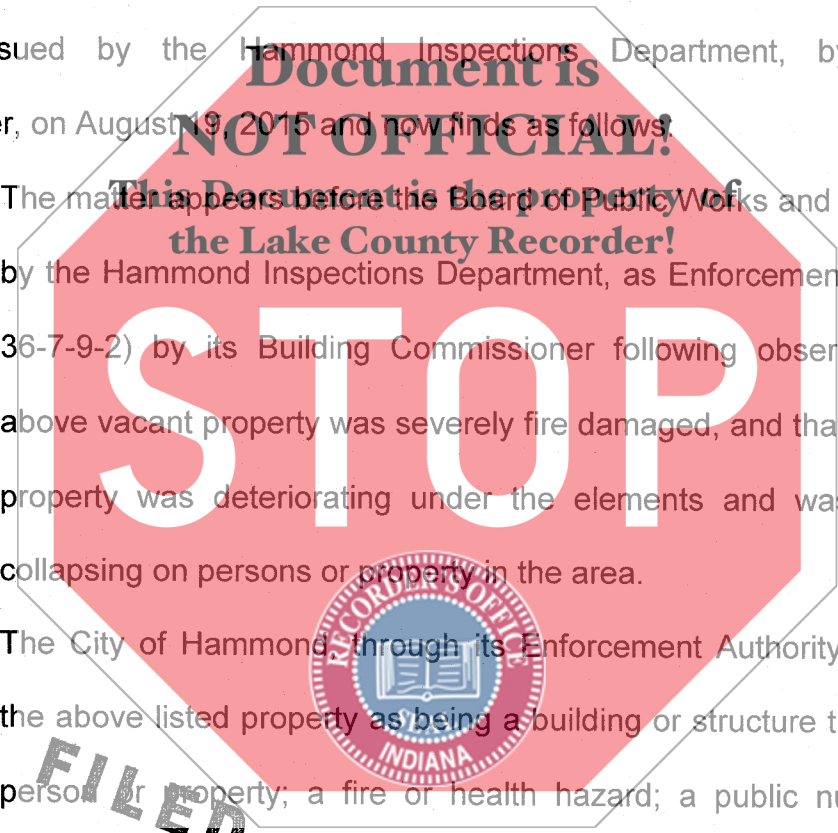 sued by the Hammond Inspections Department, by
Document is
r, on August 19, 2015 and now finds as follows:
NOT OFFICIAL!
The matter appears before the Board of Public Works and
This Document is the property of
the Lake County Recorder!
by the Hammond Inspections Department, as Enforcemen
36-7-9-2) by its Building Commissioner following obser
STOP
above vacant property was severely fire damaged, and tha
property was deteriorating under the elements and was
collapsing on persons or property in the area.
RECORDER'S OFFICE
The City of Hammond, through its Enforcement Authority
SEAL
the above listed property as being a building or structure t
INDIANA
FILED
person or property; a fire or health hazard; a public nu